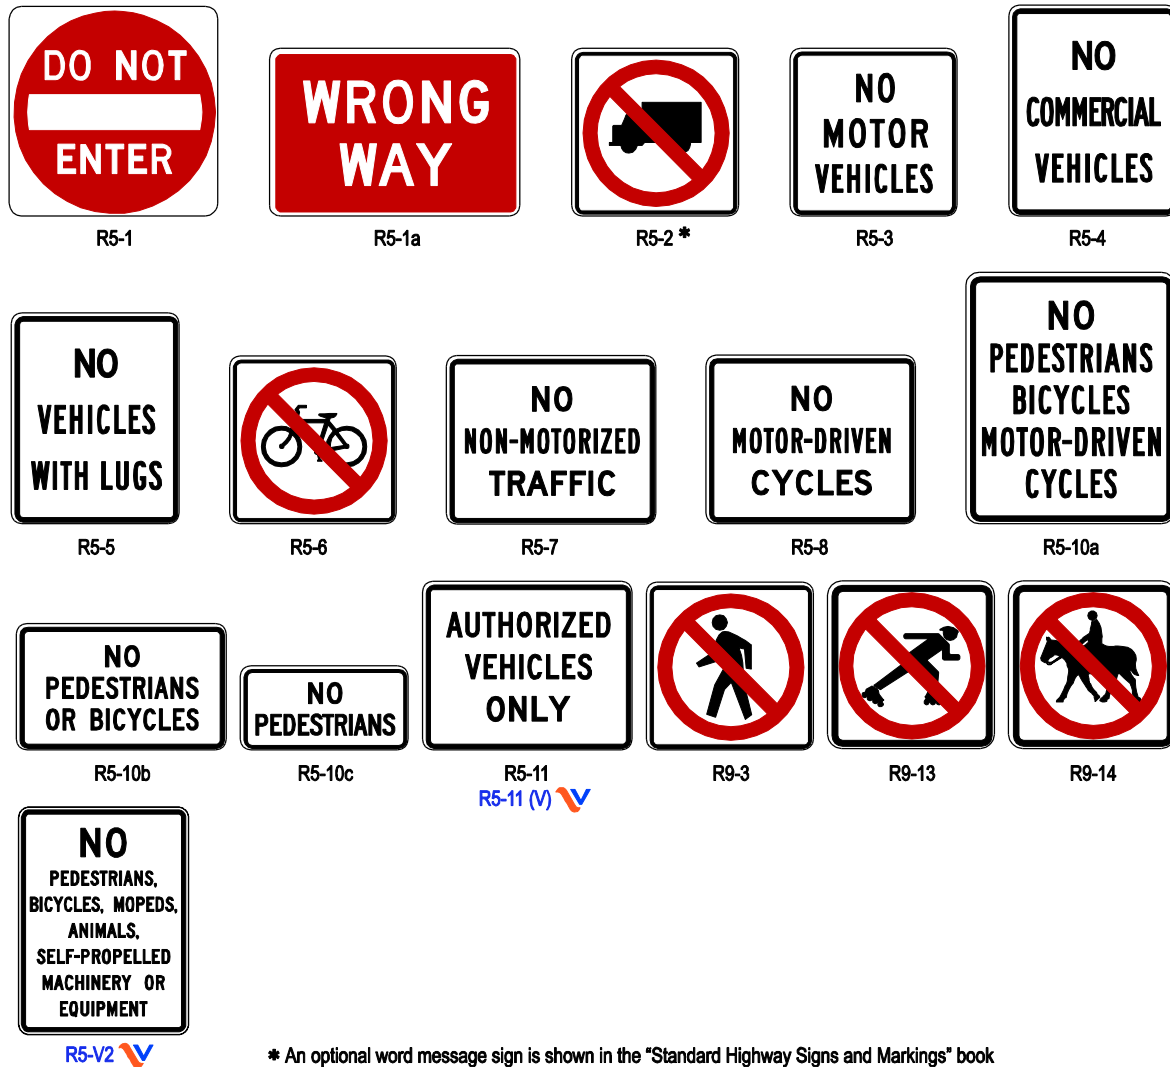 DO NOT
ENTER
R5-1
WRONG
WAY
R5-1a
R5-2 *
NO
MOTOR
VEHICLES
R5-3
NO
COMMERCIAL
VEHICLES
R5-4
NO
VEHICLES
WITH LUGS
R5-5
R5-6
NO
NON-MOTORIZED
TRAFFIC
R5-7
NO
MOTOR-DRIVEN
CYCLES
R5-8
NO
PEDESTRIANS
BICYCLES
MOTOR-DRIVEN
CYCLES
R5-10a
NO
PEDESTRIANS
OR BICYCLES
R5-10b
NO
PEDESTRIANS
R5-10c
AUTHORIZED
VEHICLES
ONLY
R5-11
R5-11 (V)
R9-3
R9-13
R9-14
NO
PEDESTRIANS,
BICYCLES, MOPEDS,
ANIMALS,
SELF-PROPELLED
MACHINERY OR
EQUIPMENT
R5-V2
* An optional word message sign is shown in the “Standard Highway Signs and Markings” book